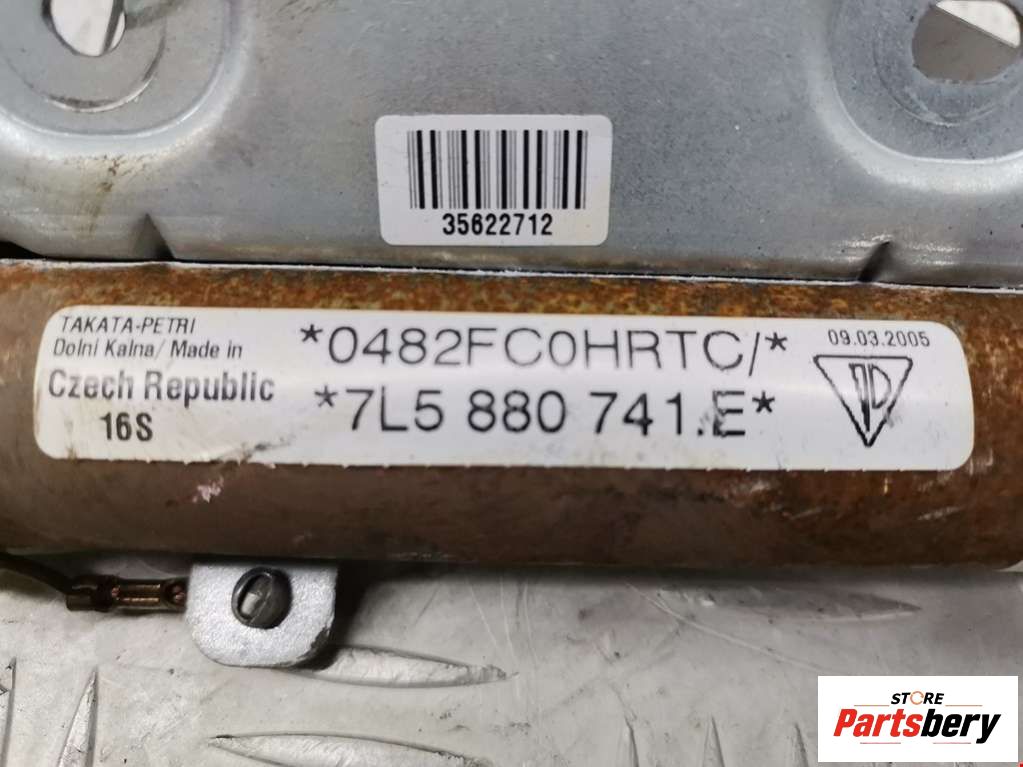 35622712
TAKATA-PETRI
Dolni Kalna/ Made in
Czech Republic
16S
*0482FC0HRTC/*
*7L5 880 741.E*
09.03.2005
STORE
Partsbery